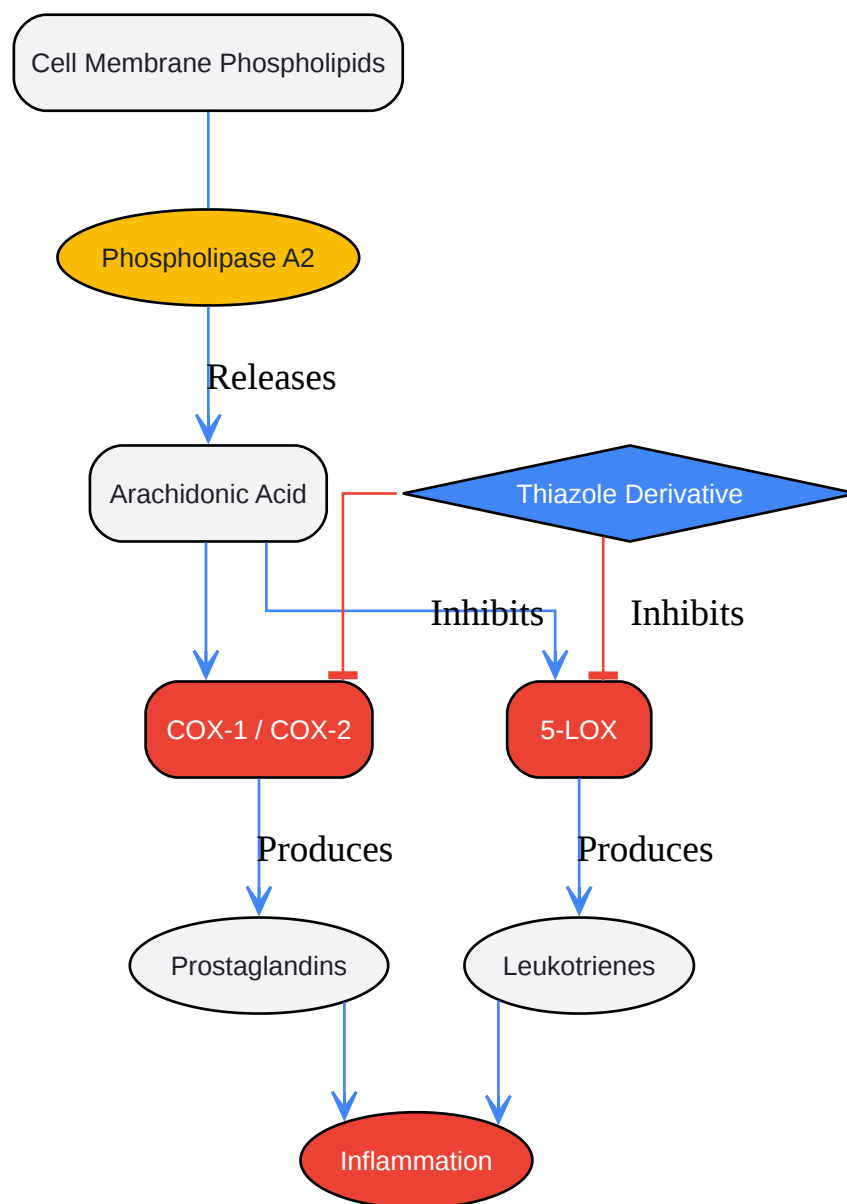 Cell Membrane Phospholipids
Phospholipase A2
Releases
Arachidonic Acid
Thiazole Derivative
Inhibits
Inhibits
COX-1 / COX-2
5-LOX
Produces
Produces
Prostaglandins
Leukotrienes
Inflammation